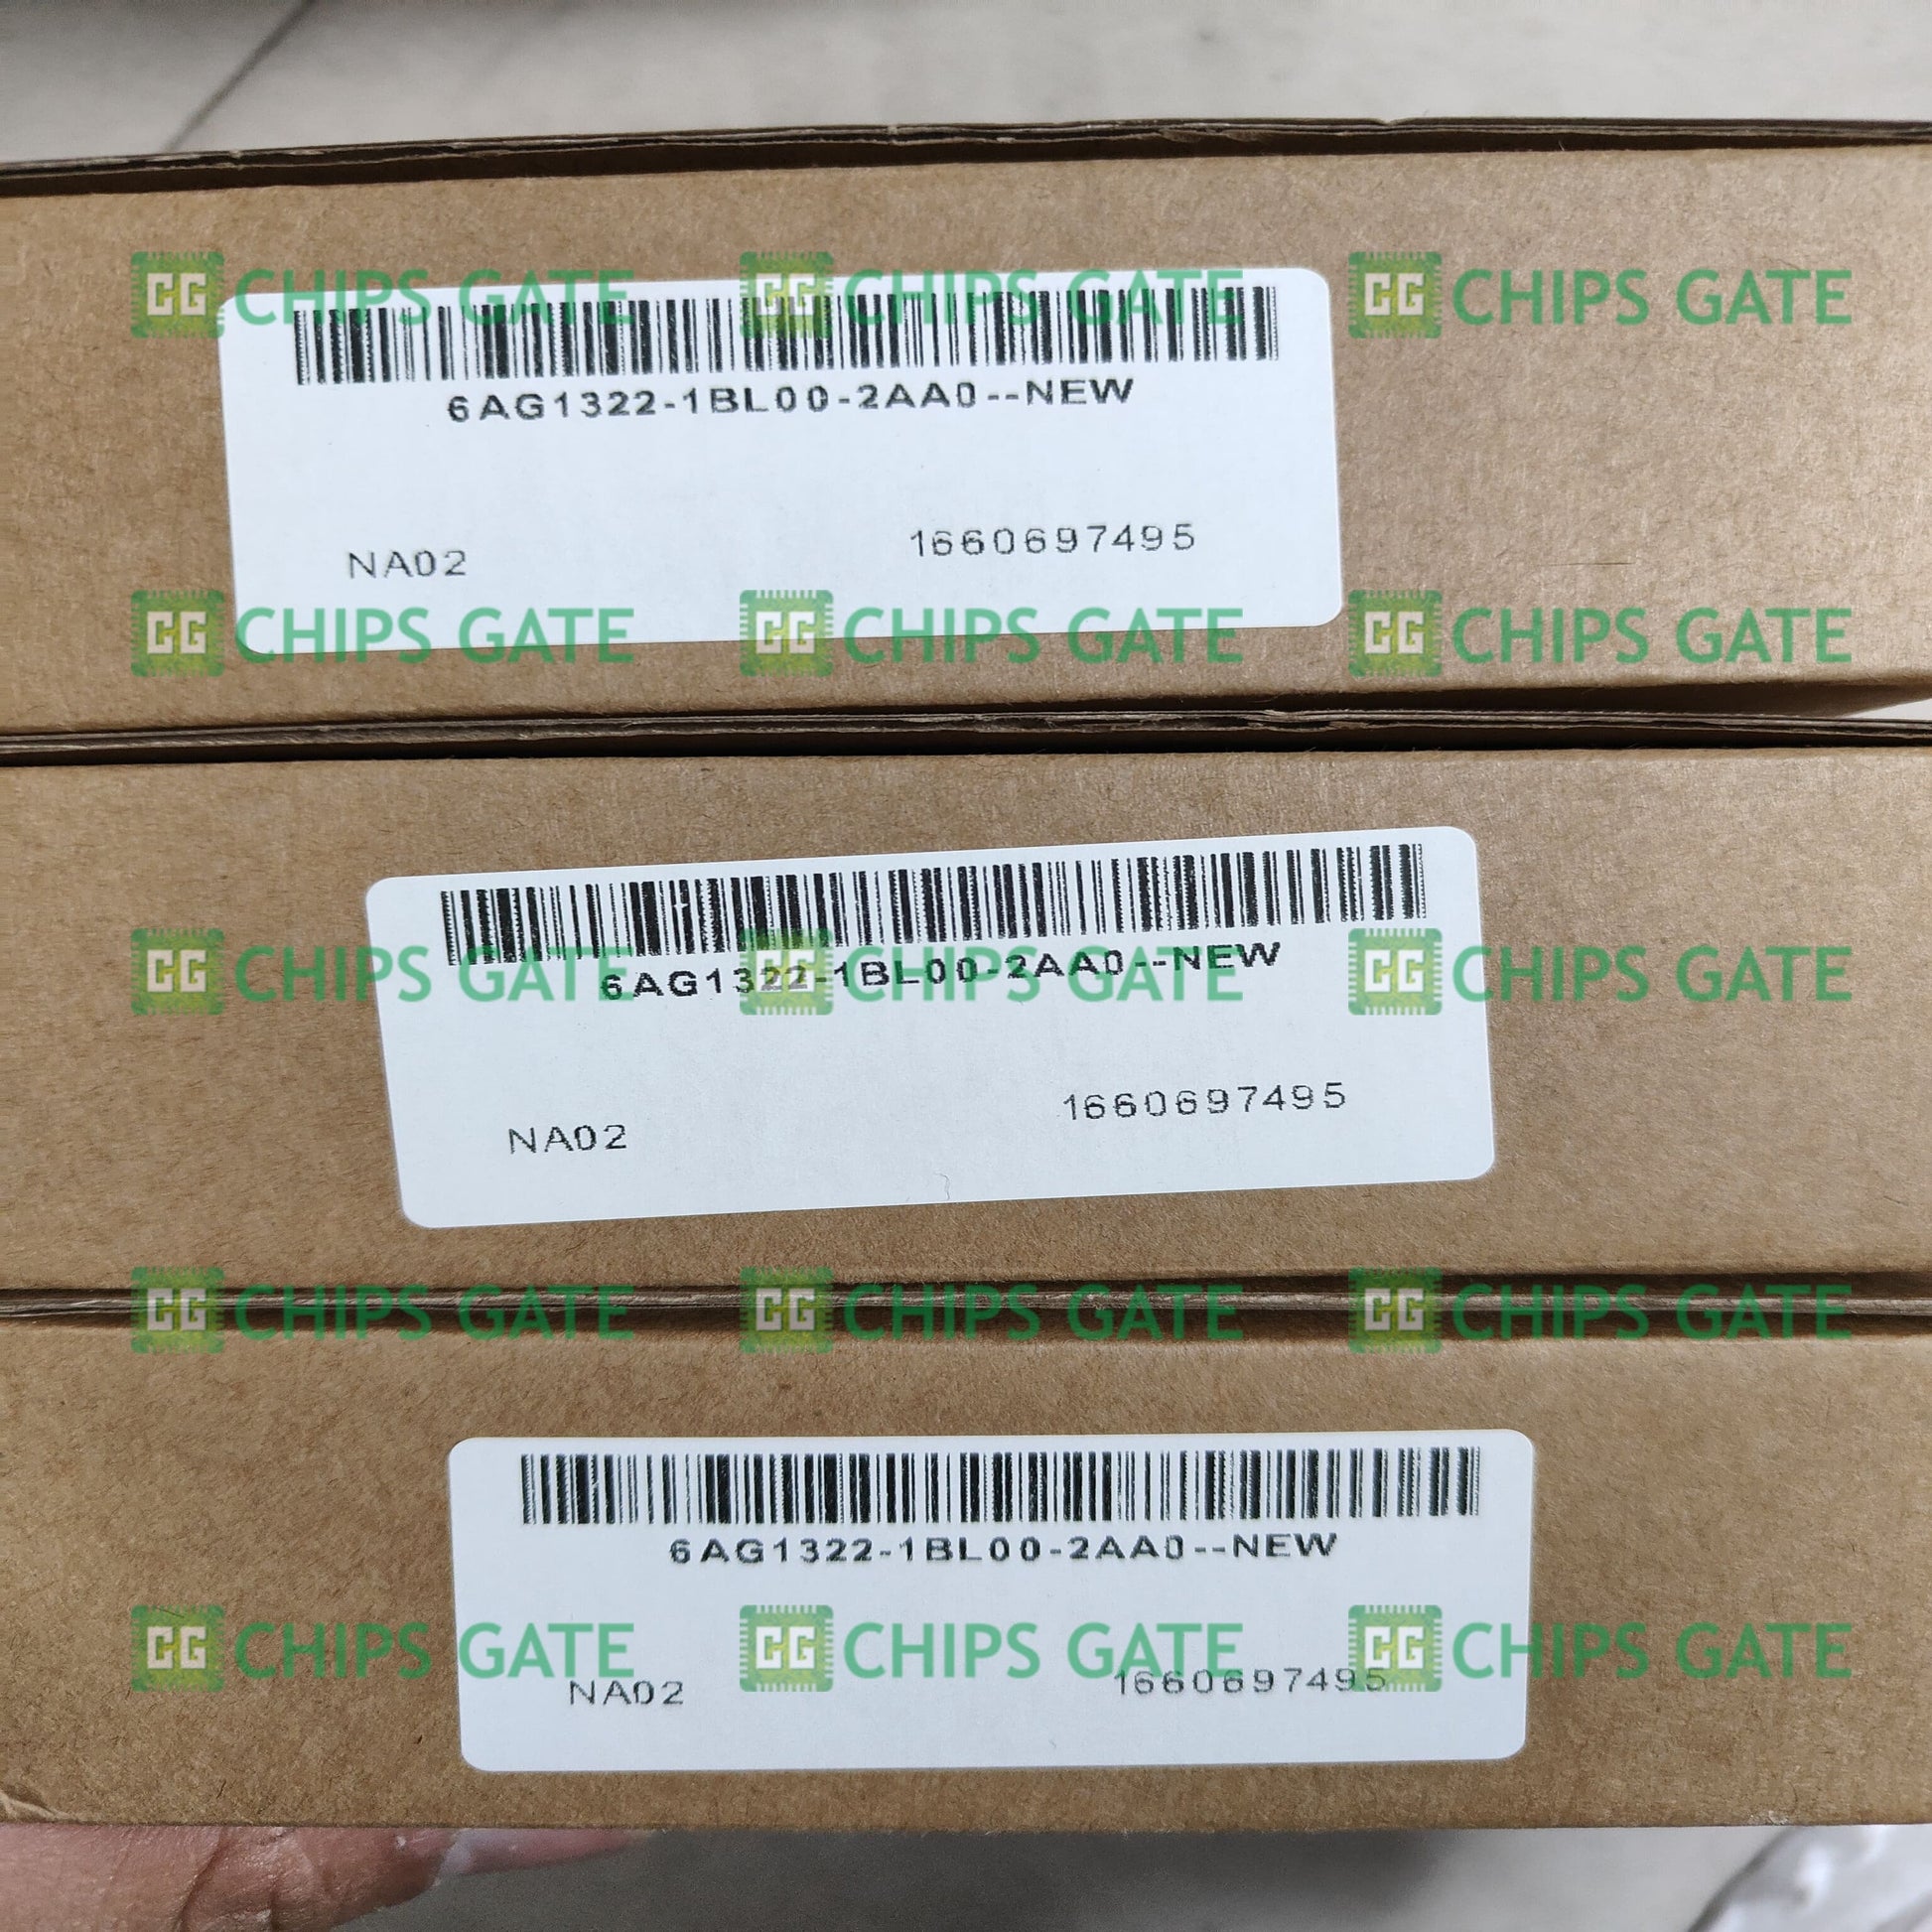 CG CHIPS GATE CG CHIPS GATE CG CHIPS GATE
6AG1322-1BL00-2AA0--NEW
1660697495
NA02
CG CHIPS GATE CG CHIPS GATE CG CHIPS GATE
CG CHIPS GATE CG CHIPS GATE CG CHIPS GATE
6AG1322-1BL00-2AA0--NEW
1660697495
NA02
CG CHIPS GATE CG CHIPS GATE CG CHIPS GATE
6AG1322-1BL00-2AA0--NEW
CG CHIPS GATE CG CHIPS GATE CG CHIPS GATE
NA02 1660697495